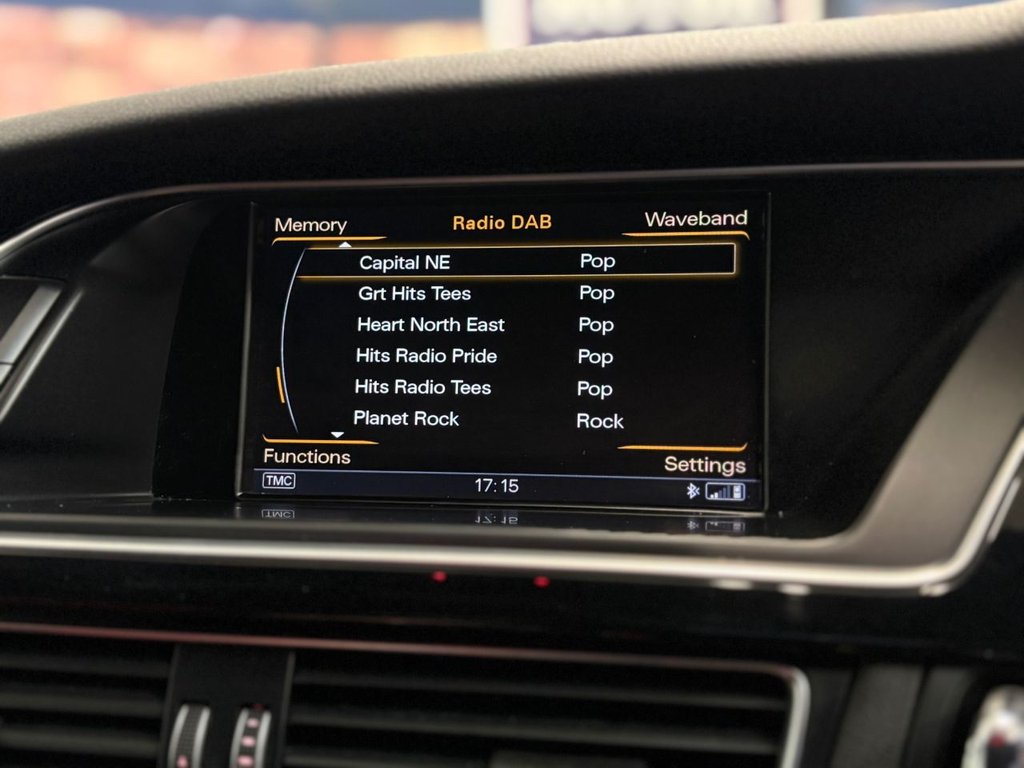 Memory Radio DAB Waveband
Capital NE Pop
Grt Hits Tees Pop
Heart North East Pop
Hits Radio Pride Pop
Hits Radio Tees Pop
Planet Rock Rock
Functions Settings
TMC 17:15